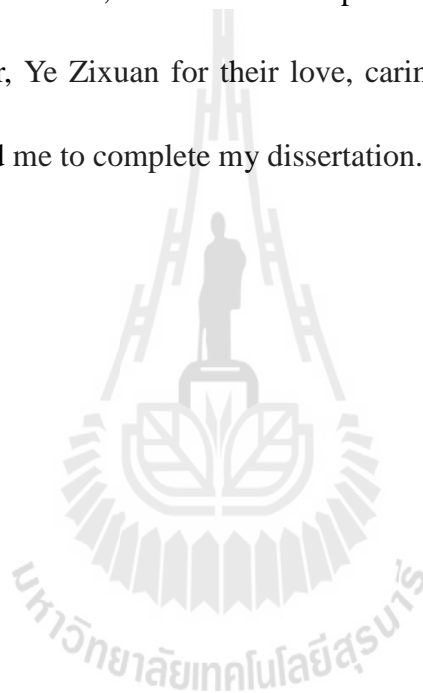 r, Ye Zixuan for their love, carin
d me to complete my dissertation.
มหาวิทยาลัยเทคโนโลยีสุรนารี